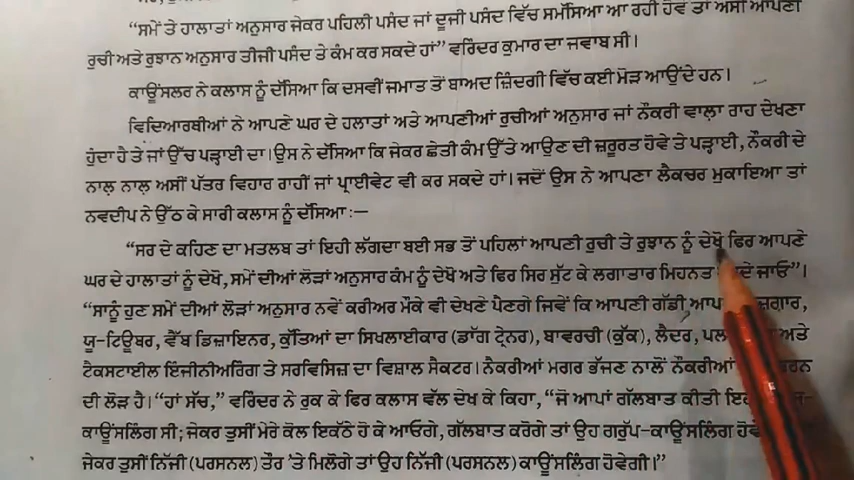 “ਸਮੇਂ ਤੇ ਹਾਲਾਤਾਂ ਅਨੁਸਾਰ ਜੇਕਰ ਪਹਿਲੀ ਪਸੰਦ ਜਾਂ ਦੂਜੀ ਪਸੰਦ ਵਿੱਚ ਸਮੱਸਿਆ ਆ ਰਹੀ ਹੋਵੇ ਤਾਂ ਅਸੀਂ ਆਪਣੀ
ਰੁਚੀ ਅਤੇ ਰੁਝਾਨ ਅਨੁਸਾਰ ਤੀਜੀ ਪਸੰਦ ਤੇ ਕੰਮ ਕਰ ਸਕਦੇ ਹਾਂ” ਵਰਿੰਦਰ ਕੁਮਾਰ ਦਾ ਜਵਾਬ ਸੀ।
ਕਾਊਂਸਲਰ ਨੇ ਕਲਾਸ ਨੂੰ ਦੱਸਿਆ ਕਿ ਦਸਵੀਂ ਜਮਾਤ ਤੋਂ ਬਾਅਦ ਜ਼ਿੰਦਗੀ ਵਿੱਚ ਕਈ ਮੋੜ ਆਉਂਦੇ ਹਨ।
ਵਿਦਿਆਰਥੀਆਂ ਨੇ ਆਪਣੇ ਘਰ ਦੇ ਹਲਾਤਾਂ ਅਤੇ ਆਪਣੀਆਂ ਰੁਚੀਆਂ ਅਨੁਸਾਰ ਜਾਂ ਨੌਕਰੀ ਵਾਲਾ਼ ਰਾਹ ਦੇਖਣਾ
ਹੁੰਦਾ ਹੈ ਤੇ ਜਾਂ ਉੱਚ ਪੜ੍ਹਾਈ ਦਾ। ਉਸ ਨੇ ਦੱਸਿਆ ਕਿ ਜੇਕਰ ਛੇਤੀ ਕੰਮ ਉੱਤੇ ਆਉਣ ਦੀ ਜ਼ਰੂਰਤ ਹੋਵੇ ਤੇ ਪੜ੍ਹਾਈ, ਨੌਕਰੀ ਦੇ
ਨਾਲ਼ ਨਾਲ਼ ਅਸੀਂ ਪੱਤਰ ਵਿਹਾਰ ਰਾਹੀਂ ਜਾਂ ਪ੍ਰਾਈਵੇਟ ਵੀ ਕਰ ਸਕਦੇ ਹਾਂ। ਜਦੋਂ ਉਸ ਨੇ ਆਪਣਾ ਲੈਕਚਰ ਮੁਕਾਇਆ ਤਾਂ
ਨਵਦੀਪ ਨੇ ਉੱਠ ਕੇ ਸਾਰੀ ਕਲਾਸ ਨੂੰ ਦੱਸਿਆ :—
“ਸਰ ਦੇ ਕਹਿਣ ਦਾ ਮਤਲਬ ਤਾਂ ਇਹੀ ਲੱਗਦਾ ਬਈ ਸਭ ਤੋਂ ਪਹਿਲਾਂ ਆਪਣੀ ਰੁਚੀ ਤੇ ਰੁਝਾਨ ਨੂੰ ਦੇਖੋ ਫਿਰ ਆਪਣੇ
ਘਰ ਦੇ ਹਾਲਾਤਾਂ ਨੂੰ ਦੇਖੋ, ਸਮੇਂ ਦੀਆਂ ਲੋੜਾਂ ਅਨੁਸਾਰ ਕੰਮ ਨੂੰ ਦੇਖੋ ਅਤੇ ਫਿਰ ਸਿਰ ਸੁੱਟ ਕੇ ਲਗਾਤਾਰ ਮਿਹਨਤ ਜਾਓ”।
“ਸਾਨੂੰ ਹੁਣ ਸਮੇਂ ਦੀਆਂ ਲੋੜਾਂ ਅਨੁਸਾਰ ਨਵੇਂ ਕਰੀਅਰ ਮੌਕੇ ਵੀ ਦੇਖਣੇ ਪੈਣਗੇ ਜਿਵੇਂ ਕਿ ਆਪਣੀ ਗੱਡੀ
ਯੂ-ਟਿਊਬਰ, ਵੈੱਬ ਡਿਜ਼ਾਇਨਰ, ਕੁੱਤਿਆਂ ਦਾ ਸਿਖਲਾਈਕਾਰ (ਡਾੱਗ ਟ੍ਰੇਨਰ), ਬਾਵਰਚੀ (ਕੁੱਕ), ਲੈਦਰ, ਅਤੇ
ਟੈਕਸਟਾਈਲ ਇੰਜੀਨੀਅਰਿੰਗ ਤੇ ਸਰਵਿਸਿਜ਼ ਦਾ ਵਿਸ਼ਾਲ ਸੈਕਟਰ। ਨੌਕਰੀਆਂ ਮਗਰ ਭੱਜਣ ਨਾਲੋਂ ਨੌਕਰੀਆਂ
ਦੀ ਲੋੜ ਹੈ। “ਹਾਂ ਸੱਚ,” ਵਰਿੰਦਰ ਨੇ ਰੁਕ ਕੇ ਫਿਰ ਕਲਾਸ ਵੱਲ ਦੇਖ ਕੇ ਕਿਹਾ, “ਜੋ ਆਪਾਂ ਗੱਲਬਾਤ ਕੀਤੀ
ਕਾਊਂਸਲਿੰਗ ਸੀ; ਜੇਕਰ ਤੁਸੀਂ ਮੇਰੇ ਕੋਲ ਇਕੱਠੇ ਹੋ ਕੇ ਆਓਗੇ, ਗੱਲਬਾਤ ਕਰੋਗੇ ਤਾਂ ਉਹ ਗਰੁੱਪ-ਕਾਊਂਸਲਿੰਗ
ਜੇਕਰ ਤੁਸੀਂ ਨਿੱਜੀ (ਪਰਸਨਲ) ਤੌਰ ’ਤੇ ਮਿਲੋਗੇ ਤਾਂ ਉਹ ਨਿੱਜੀ (ਪਰਸਨਲ) ਕਾਊਂਸਲਿੰਗ ਹੋਵੇਗੀ।”